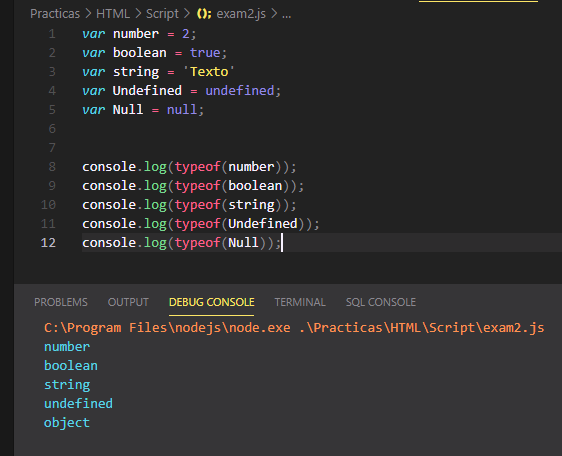 Practicas > HTML > Script > exam2.js > ...
1 var number = 2;
2 var boolean = true;
3 var string = 'Texto'
4 var Undefined = undefined;
5 var Null = null;
6
7
8 console.log(typeof(number));
9 console.log(typeof(boolean));
10 console.log(typeof(string));
11 console.log(typeof(Undefined));
12 console.log(typeof(Null));
PROBLEMS OUTPUT DEBUG CONSOLE TERMINAL SQL CONSOLE
C:\Program Files\nodejs\node.exe .\Practicas\HTML\Script\exam2.js
number
boolean
string
undefined
object